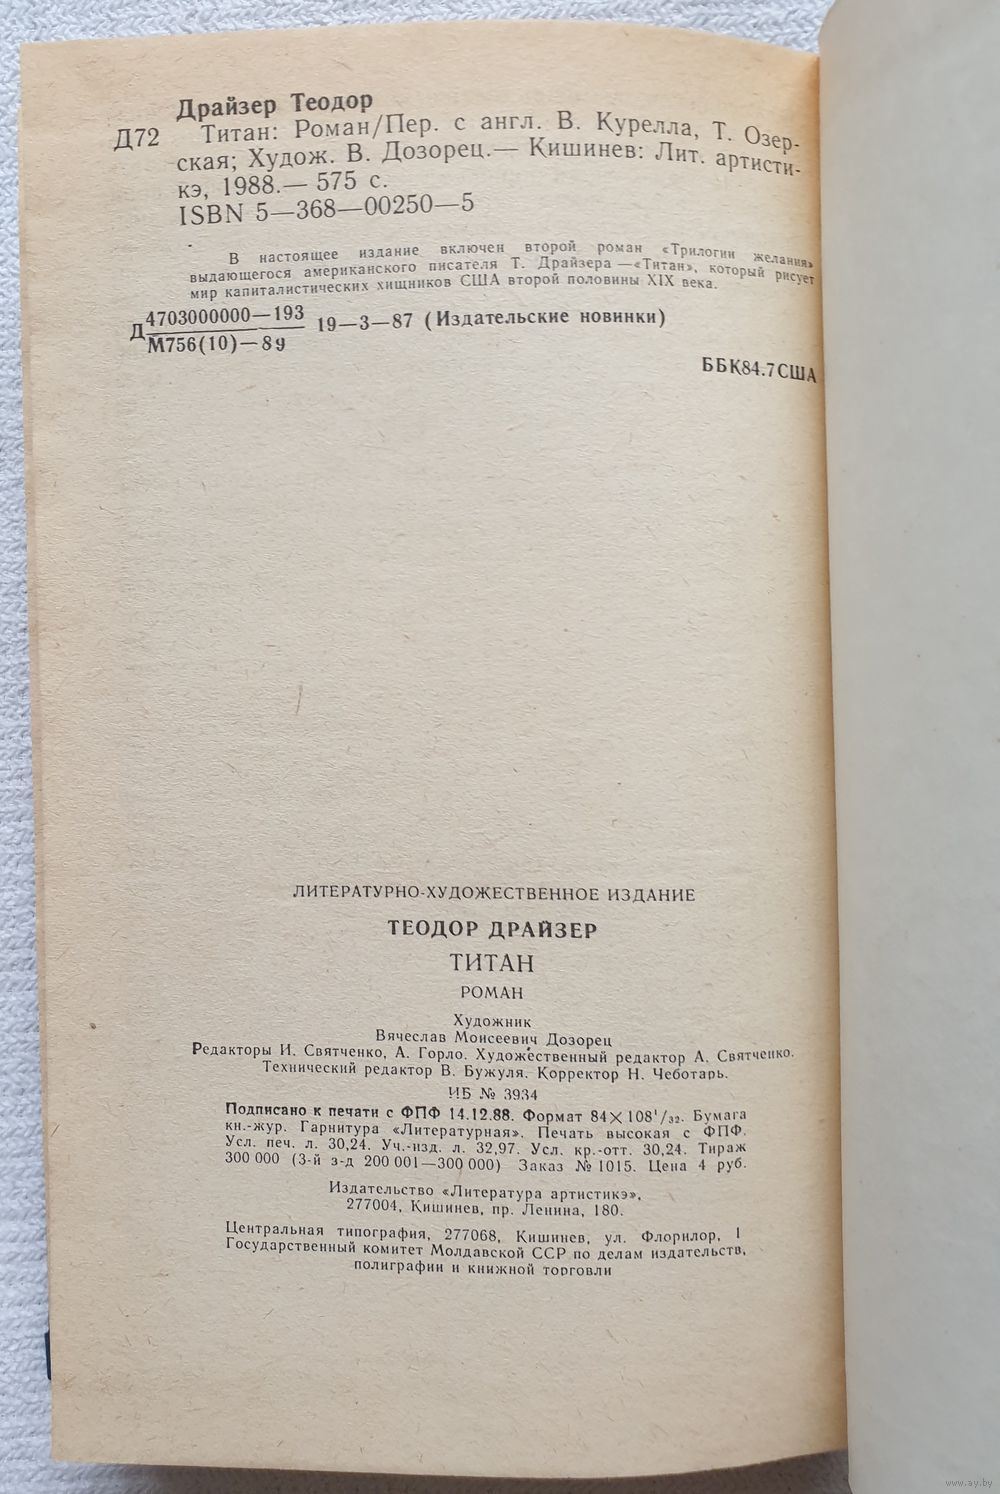 Драйзер Теодор
Д72 Титан: Роман/Пер. с англ. В. Курелла, Т. Озер-
ская; Худож. В. Дозорец.— Кишинев: Лит. артисти-
кэ, 1988.— 575 с.
ISBN 5—368—00250—5
В настоящее издание включен второй роман «Трилогии желания»
выдающегося американского писателя Т. Драйзера —«Титан», который рисует
мир капиталистических хищников США второй половины XIX века.
Д 4703000000—193
М756(10)—89
19—3—87 (Издательские новинки)
ББК84.7США
ЛИТЕРАТУРНО-ХУДОЖЕСТВЕННОЕ ИЗДАНИЕ
ТЕОДОР ДРАЙЗЕР
ТИТАН
РОМАН
Художник
Вячеслав Моисеевич Дозорец
Редакторы И. Святченко, А. Горло. Художественный редактор А. Святченко.
Технический редактор В. Бужуля. Корректор Н. Чеботарь.
ИБ № 3934
Подписано к печати с ФПФ 14.12.88. Формат 84×108¹/₃₂. Бумага
кн.-жур. Гарнитура «Литературная». Печать высокая с ФПФ.
Усл. печ. л. 30,24. Уч.-изд. л. 32,97. Усл. кр.-отт. 30,24. Тираж
300 000 (3-й з-д 200 001—300 000) Заказ № 1015. Цена 4 руб.
Издательство «Литература артистикэ»,
277004, Кишинев, пр. Ленина, 180.
Центральная типография, 277068, Кишинев, ул. Флорилор, 1
Государственный комитет Молдавской ССР по делам издательств,
полиграфии и книжной торговли
www.ay.by